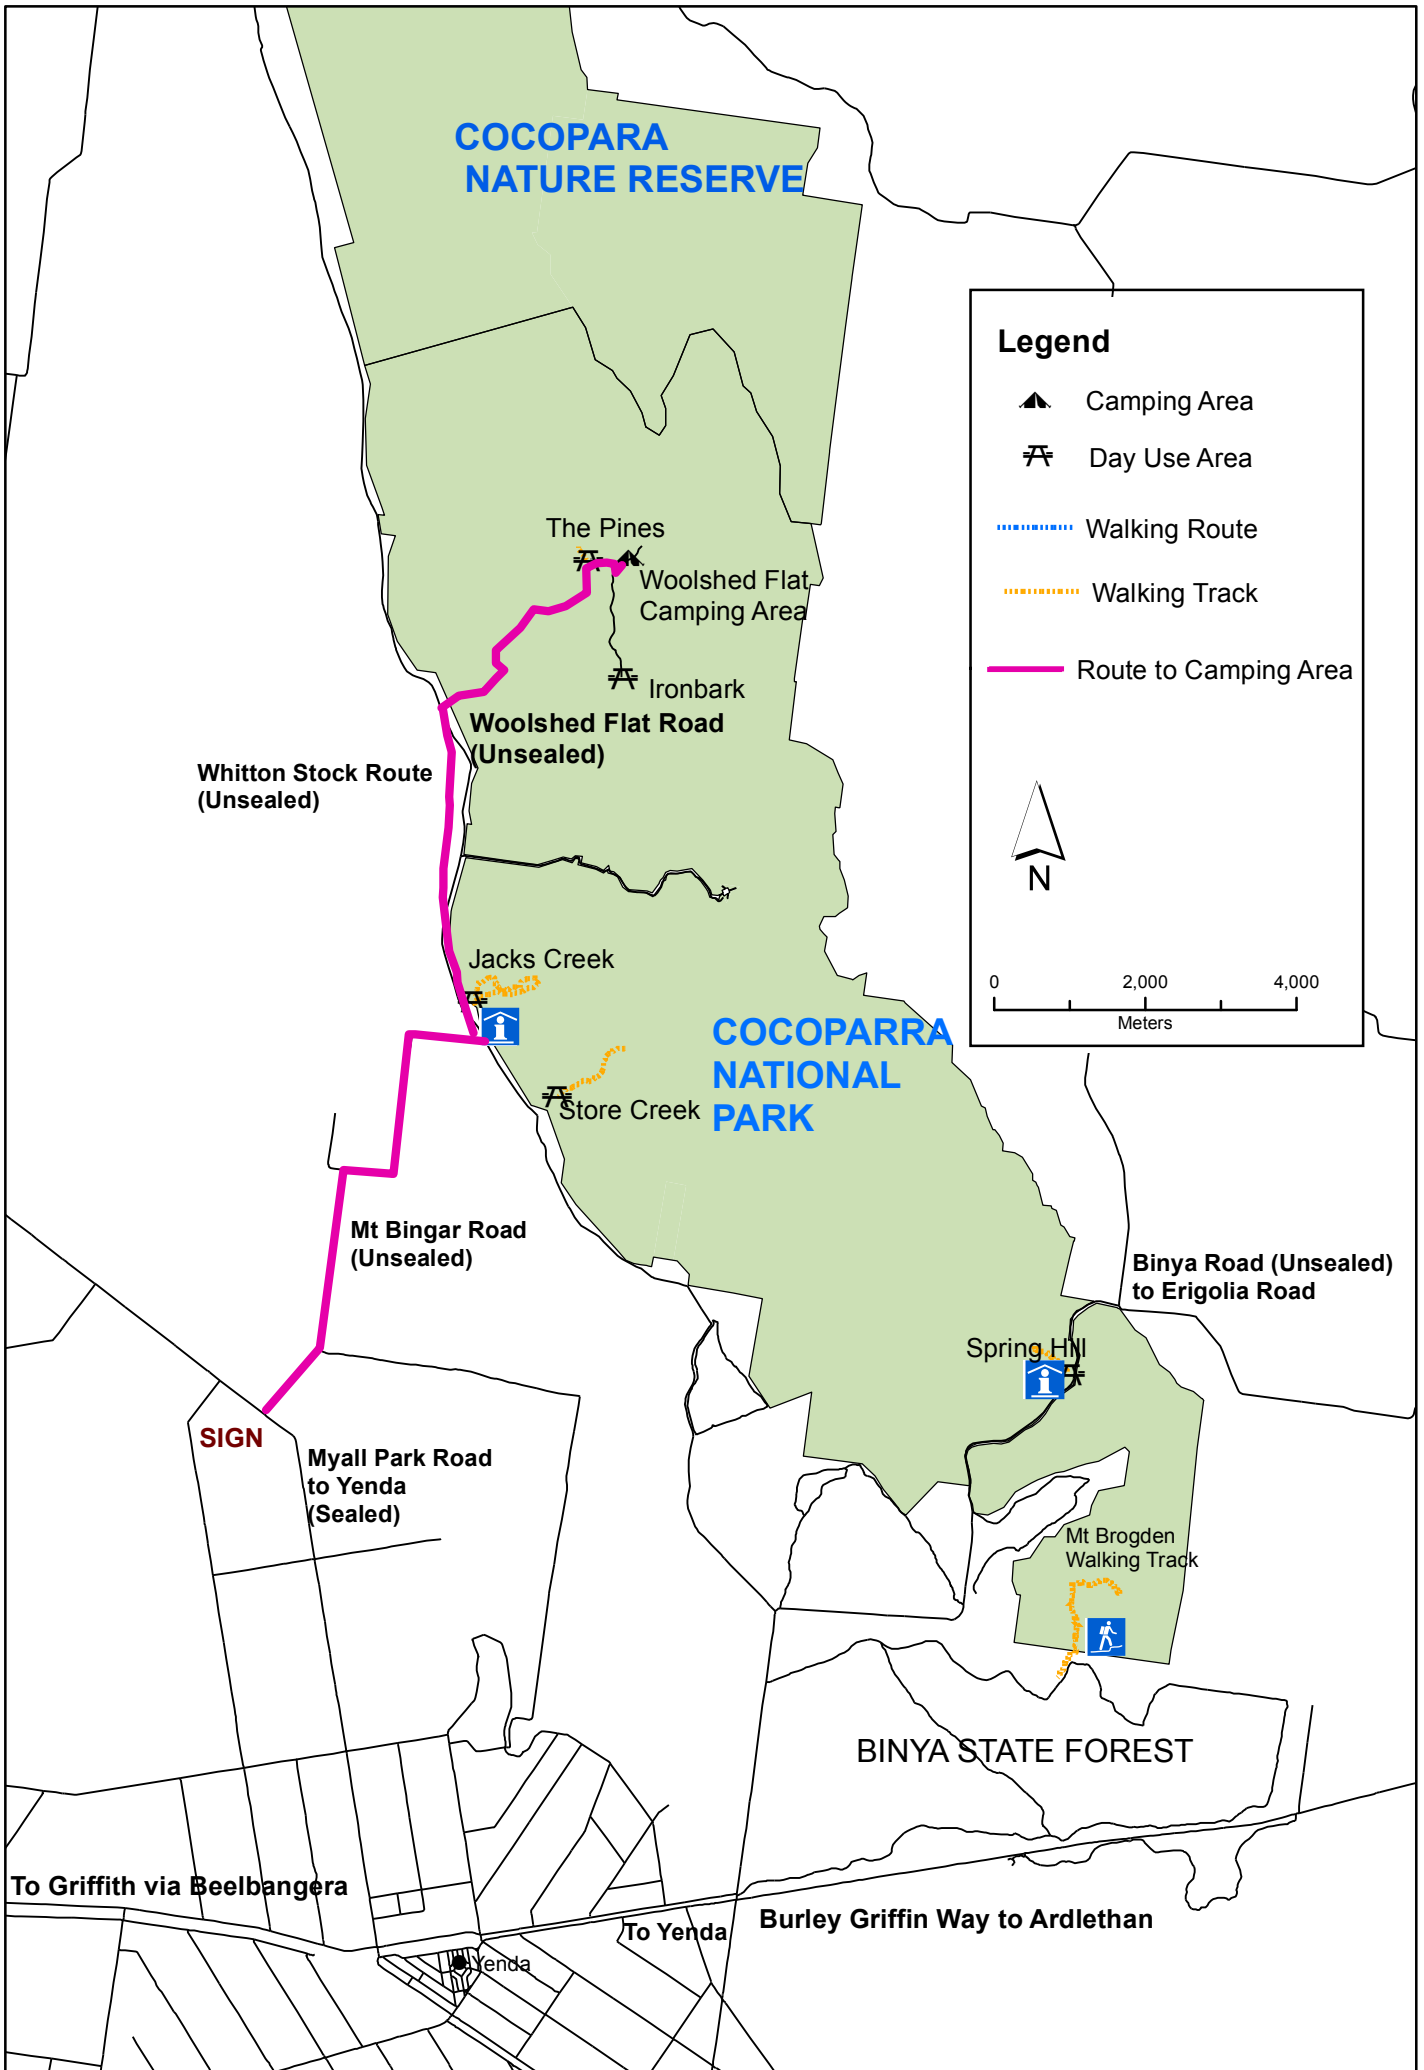 COCOPARA
NATURE RESERVE
Legend
Camping Area
Day Use Area
Walking Route
Walking Track
Route to Camping Area
N
0 2,000 4,000
Meters
The Pines
Woolshed Flat
Camping Area
Ironbark
Woolshed Flat Road
(Unsealed)
Whitton Stock Route
(Unsealed)
Jacks Creek
COCOPARRA
NATIONAL
PARK
Store Creek
Mt Bingar Road
(Unsealed)
Binya Road (Unsealed)
to Erigolia Road
Spring Hill
SIGN
Myall Park Road
to Yenda
(Sealed)
Mt Brogden
Walking Track
BINYA STATE FOREST
To Griffith via Beelbangera
To Yenda
Burley Griffin Way to Ardlethan
Yenda